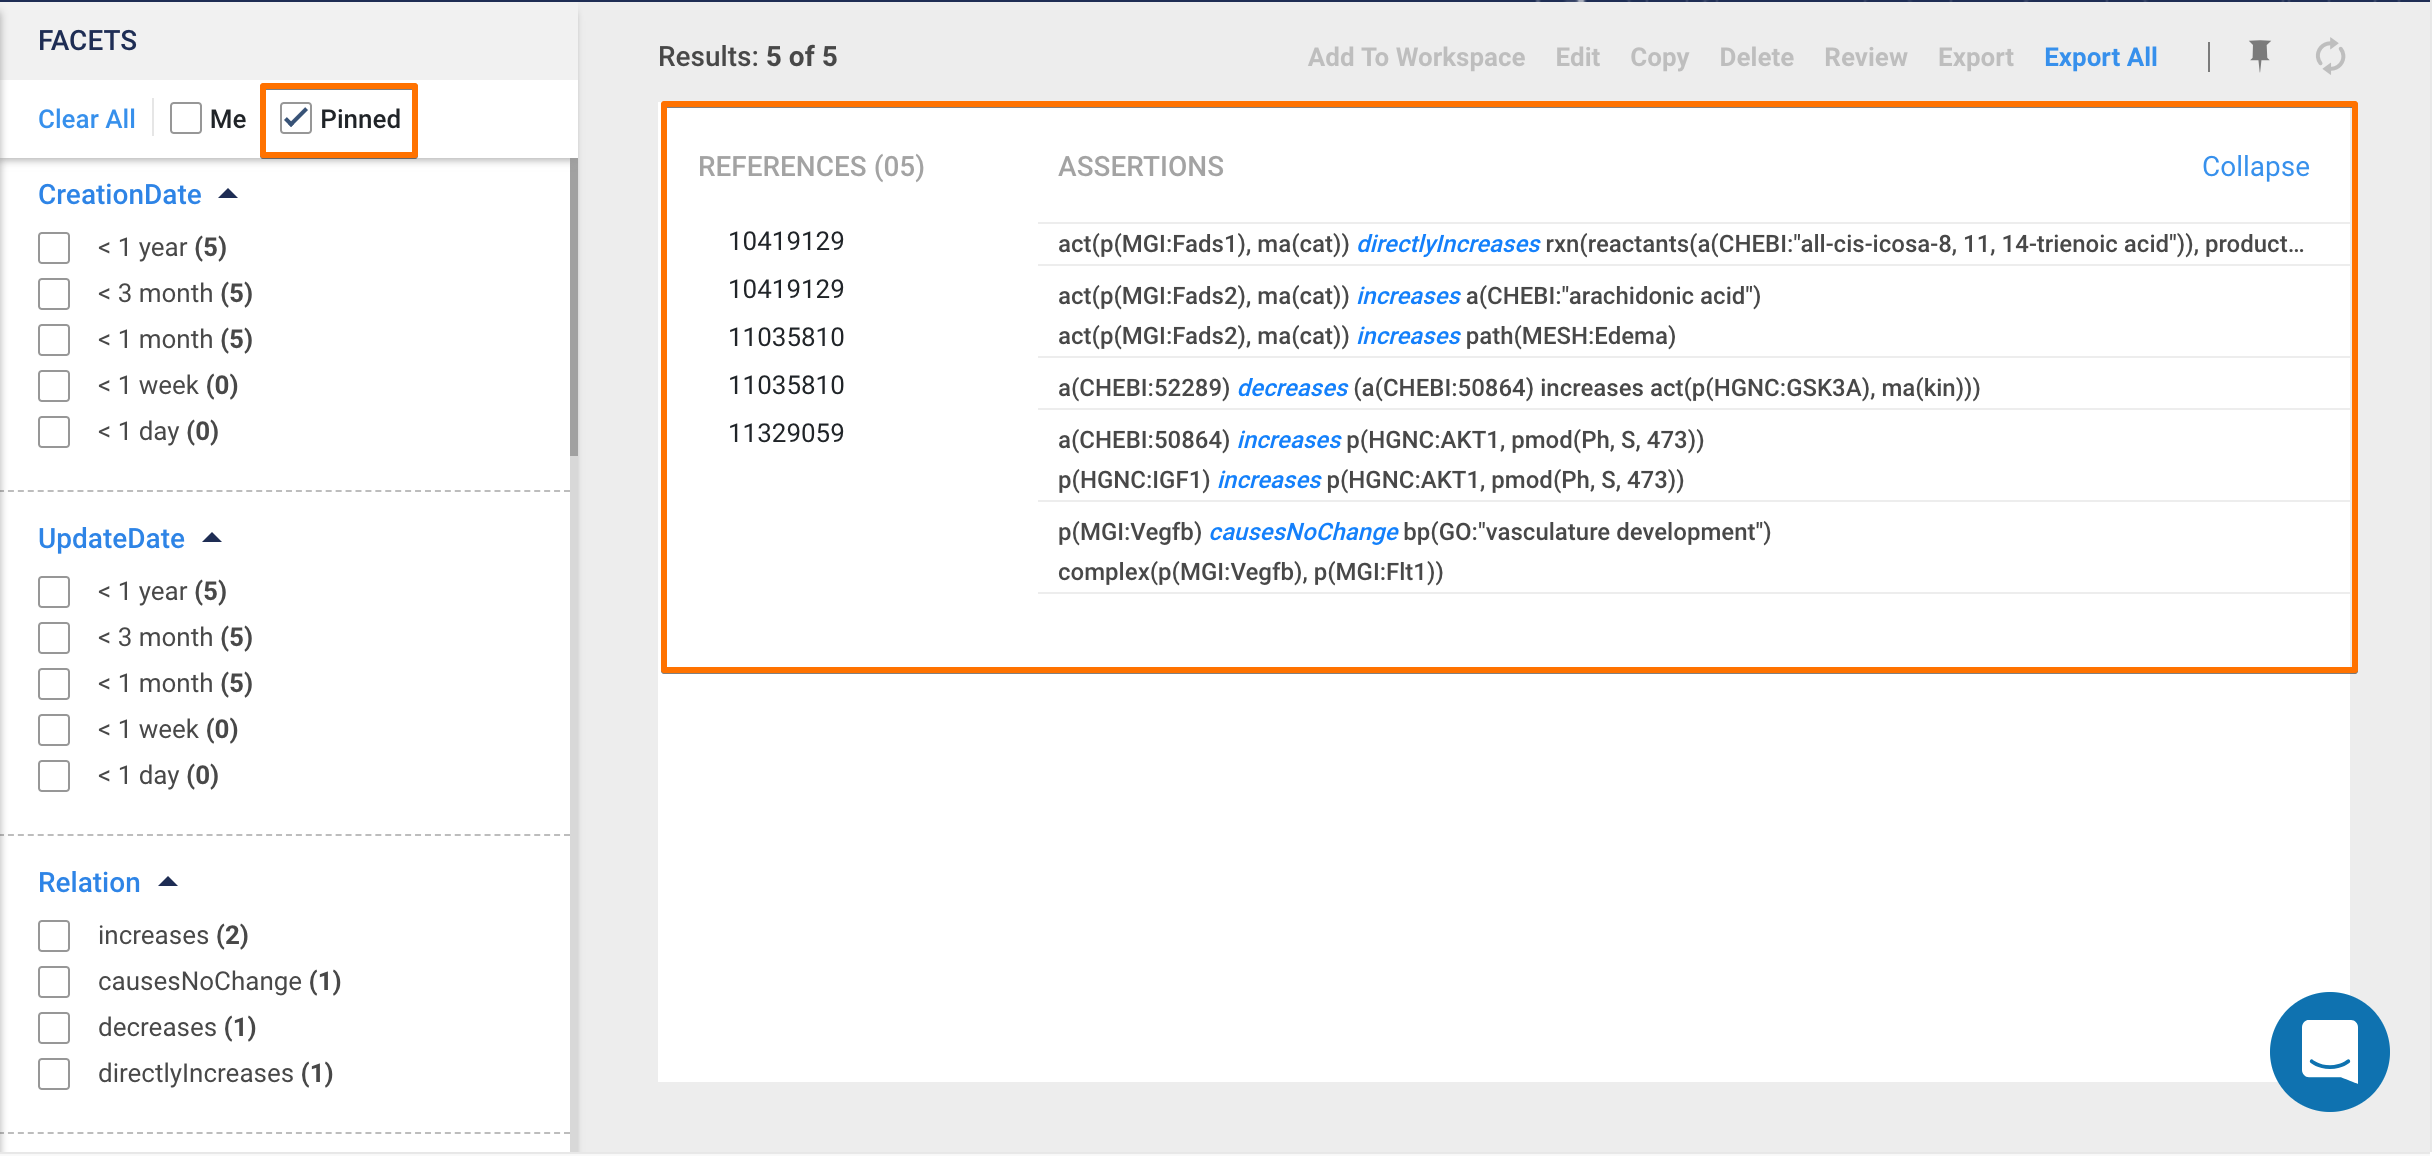 FACETS
Clear All Me Pinned
CreationDate
< 1 year (5)
< 3 month (5)
< 1 month (5)
< 1 week (0)
< 1 day (0)
UpdateDate
< 1 year (5)
< 3 month (5)
< 1 month (5)
< 1 week (0)
< 1 day (0)
Relation
increases (2)
causesNoChange (1)
decreases (1)
directlyIncreases (1)
Results: 5 of 5
Add To Workspace Edit Copy Delete Review Export Export All
REFERENCES (05) ASSERTIONS Collapse
10419129
10419129
11035810
11035810
11329059
act(p(MGI:Fads1), ma(cat)) directlyIncreases rxn(reactants(a(CHEBI:"all-cis-icosa-8, 11, 14-trienoic acid")), product...
act(p(MGI:Fads2), ma(cat)) increases a(CHEBI:"arachidonic acid")
act(p(MGI:Fads2), ma(cat)) increases path(MESH:Edema)
a(CHEBI:52289) decreases (a(CHEBI:50864) increases act(p(HGNC:GSK3A), ma(kin)))
a(CHEBI:50864) increases p(HGNC:AKT1, pmod(Ph, S, 473))
p(HGNC:IGF1) increases p(HGNC:AKT1, pmod(Ph, S, 473))
p(MGI:Vegfb) causesNoChange bp(GO:"vasculature development")
complex(p(MGI:Vegfb), p(MGI:Flt1))